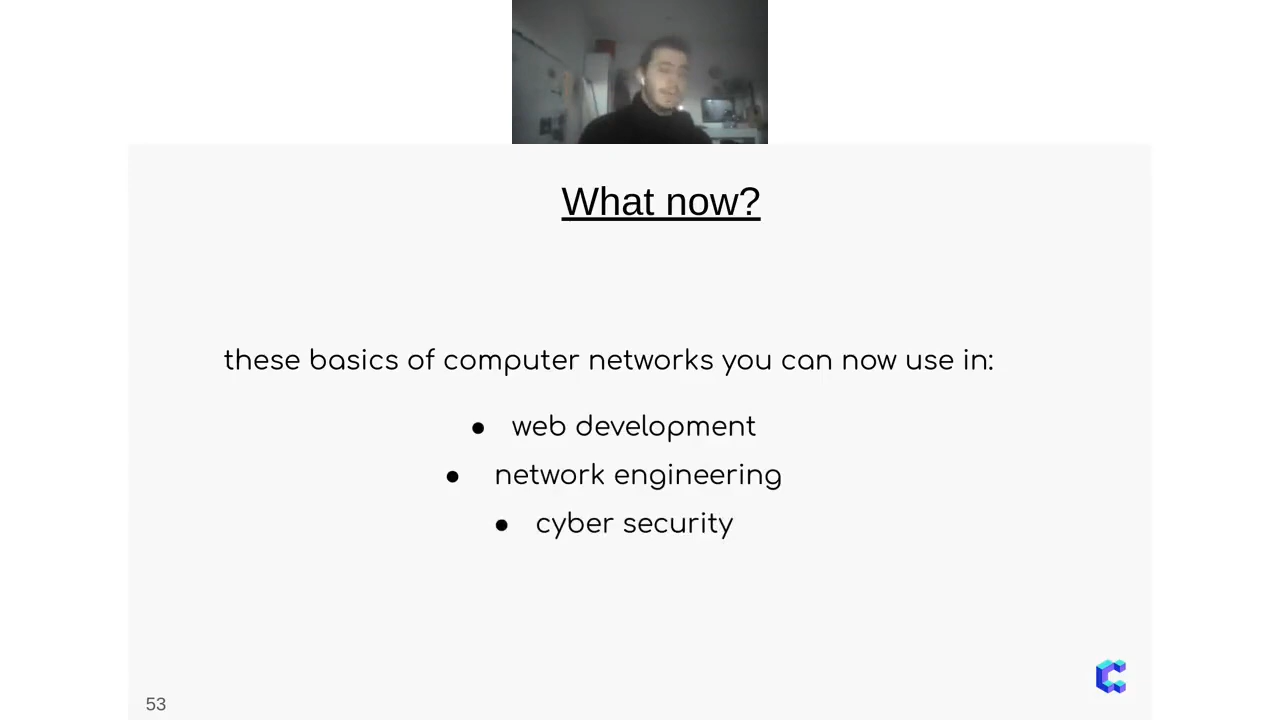 What now?
these basics of computer networks you can now use in:
● web development
● network engineering
● cyber security
53